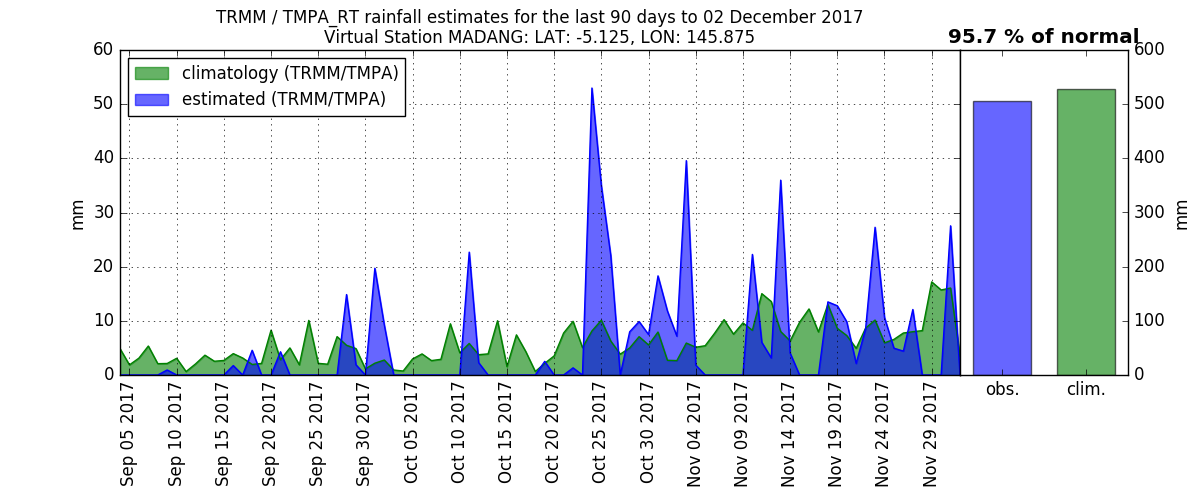 TRMM / TMPA_RT rainfall estimates for the last 90 days to 02 December 2017
Virtual Station MADANG: LAT: -5.125, LON: 145.875
95.7 % of normal
climatology (TRMM/TMPA)
estimated (TRMM/TMPA)
60
50
40
30
20
10
0
mm
Sep 05 2017
Sep 10 2017
Sep 15 2017
Sep 20 2017
Sep 25 2017
Sep 30 2017
Oct 05 2017
Oct 10 2017
Oct 15 2017
Oct 20 2017
Oct 25 2017
Oct 30 2017
Nov 04 2017
Nov 09 2017
Nov 14 2017
Nov 19 2017
Nov 24 2017
Nov 29 2017
obs.
clim.
600
500
400
300
200
100
0
mm